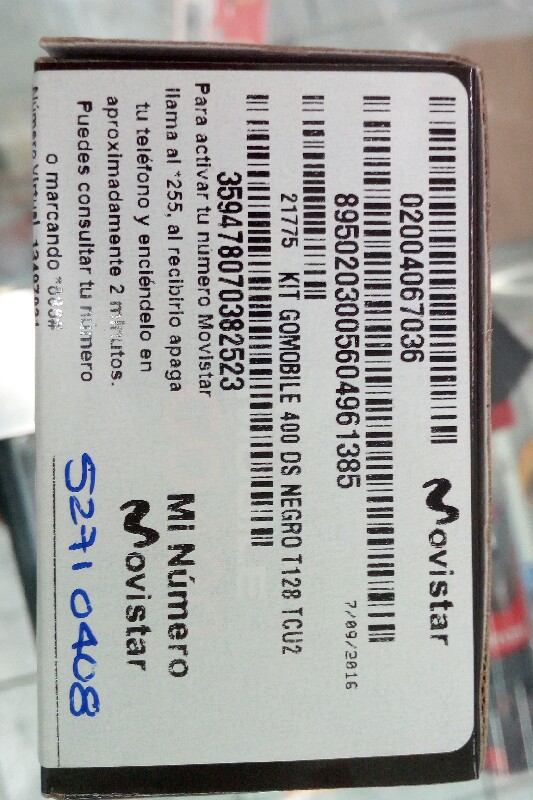 Movistar
02004067036
7/09/2016
8950203005604961385
21775 KIT GOMOBILE 400 DS NEGRO T128 TCU2
359478070382523
Para activar tu número Movistar
llama al *255, al recibirlo apaga
tu teléfono y enciéndelo en
aproximadamente 2 minutos.
Puedes consultar tu número
o marcando
Mi Número
Movistar
52710408